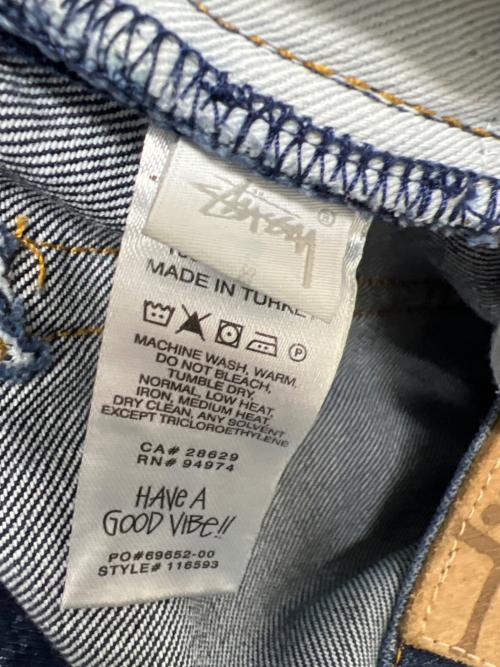 Stüssy ®
MADE IN TURKE
P
MACHINE WASH, WARM,
DO NOT BLEACH,
TUMBLE DRY,
NORMAL, LOW HEAT,
IRON, MEDIUM HEAT,
DRY CLEAN, ANY SOLVENT
EXCEPT TRICLOROETHYLENE
CA# 28629
RN# 94974
HAVE A
GOOD VIBE!!
PO#69652-00
STYLE# 116593